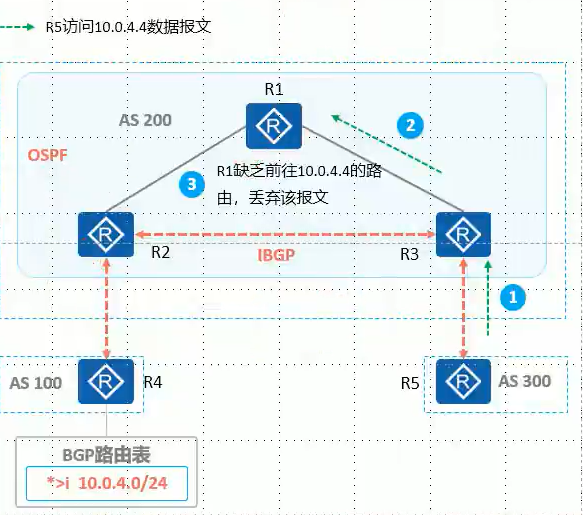 R5访问10.0.4.4数据报文
R1
AS 200
2
OSPF
3
R1缺乏前往10.0.4.4的路
由，丢弃该报文
R
R
R
R2
IBGP
R3
1
AS 100
R
R4
R5
R
AS 300
BGP路由表
*>i 10.0.4.0/24